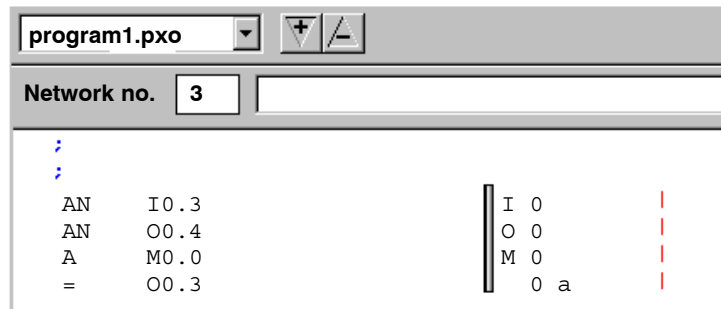 program1.pxo
Network no. 3
;
;
AN I0.3 I 0
AN O0.4 O 0
A M0.0 M 0
= O0.3 0 a